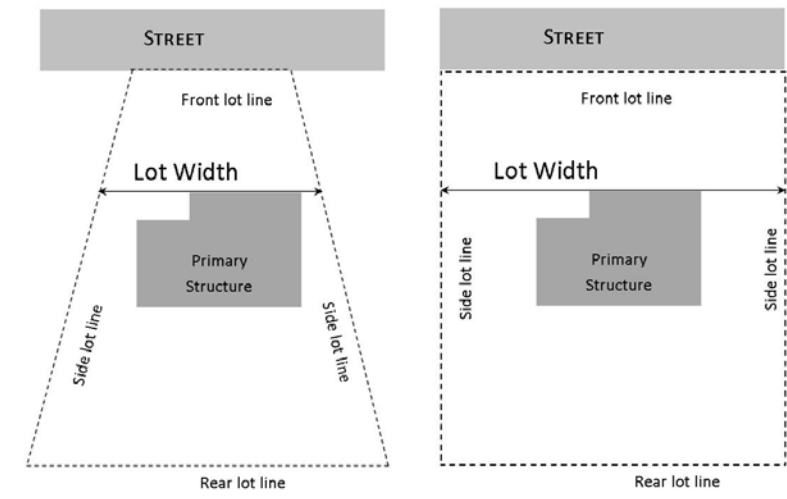 STREET
Front lot line
Lot Width
Primary
Structure
Side lot line
Side lot line
Rear lot line
STREET
Front lot line
Lot Width
Primary
Structure
Side lot line
Side lot line
Rear lot line